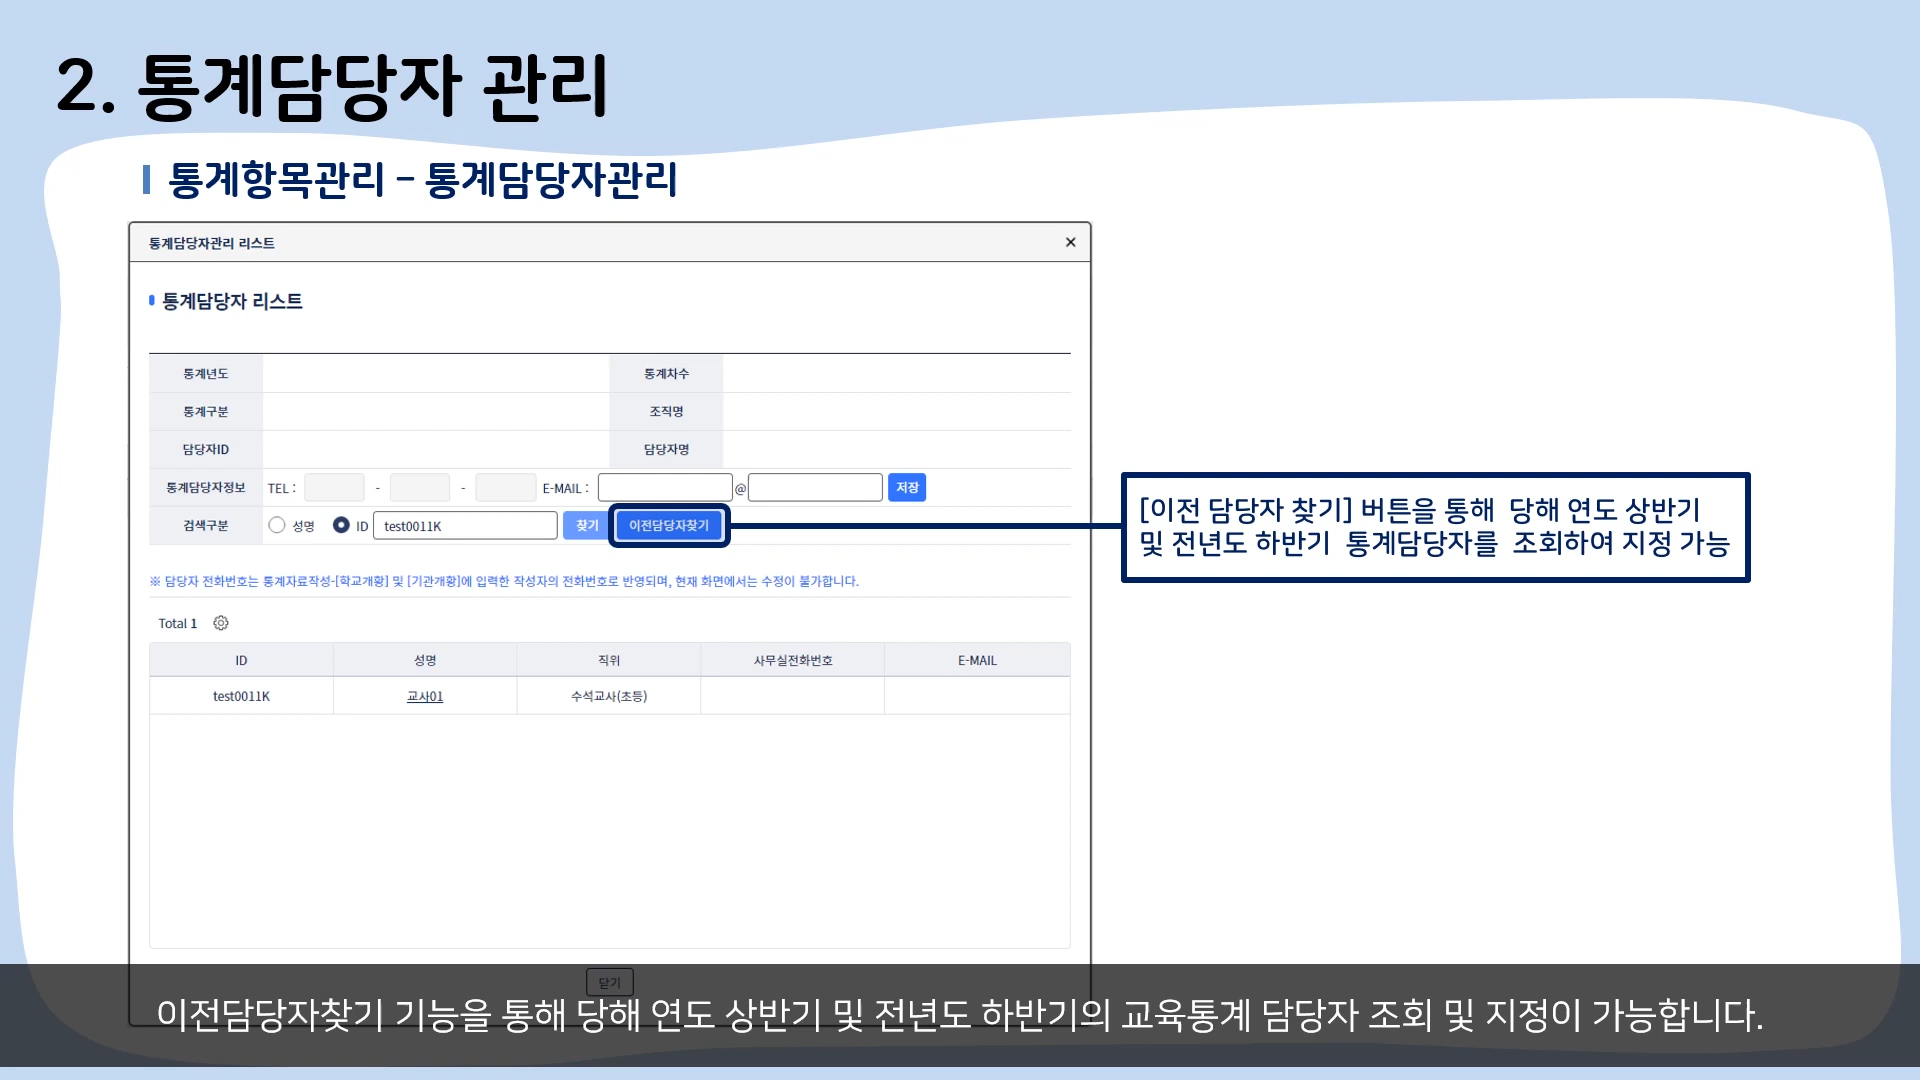 2. 통계담당자 관리
통계항목관리 – 통계담당자관리
통계담당자관리 리스트 ×
통계담당자 리스트
통계년도 통계차수
통계구분 조직명
담당자ID 담당자명
통계담당자정보 TEL : - - E-MAIL : @ 저장
검색구분 성명 ID test0011K 찾기 이전담당자찾기
[이전 담당자 찾기] 버튼을 통해 당해 연도 상반기
및 전년도 하반기 통계담당자를 조회하여 지정 가능
※ 담당자 전화번호는 통계자료작성-[학교개황] 및 [기관개황]에 입력한 작성자의 전화번호로 반영되며, 현재 화면에서는 수정이 불가합니다.
Total 1
ID 성명 직위 사무실전화번호 E-MAIL
test0011K 교사01 수석교사(초등)
닫기
이전담당자찾기 기능을 통해 당해 연도 상반기 및 전년도 하반기의 교육통계 담당자 조회 및 지정이 가능합니다.